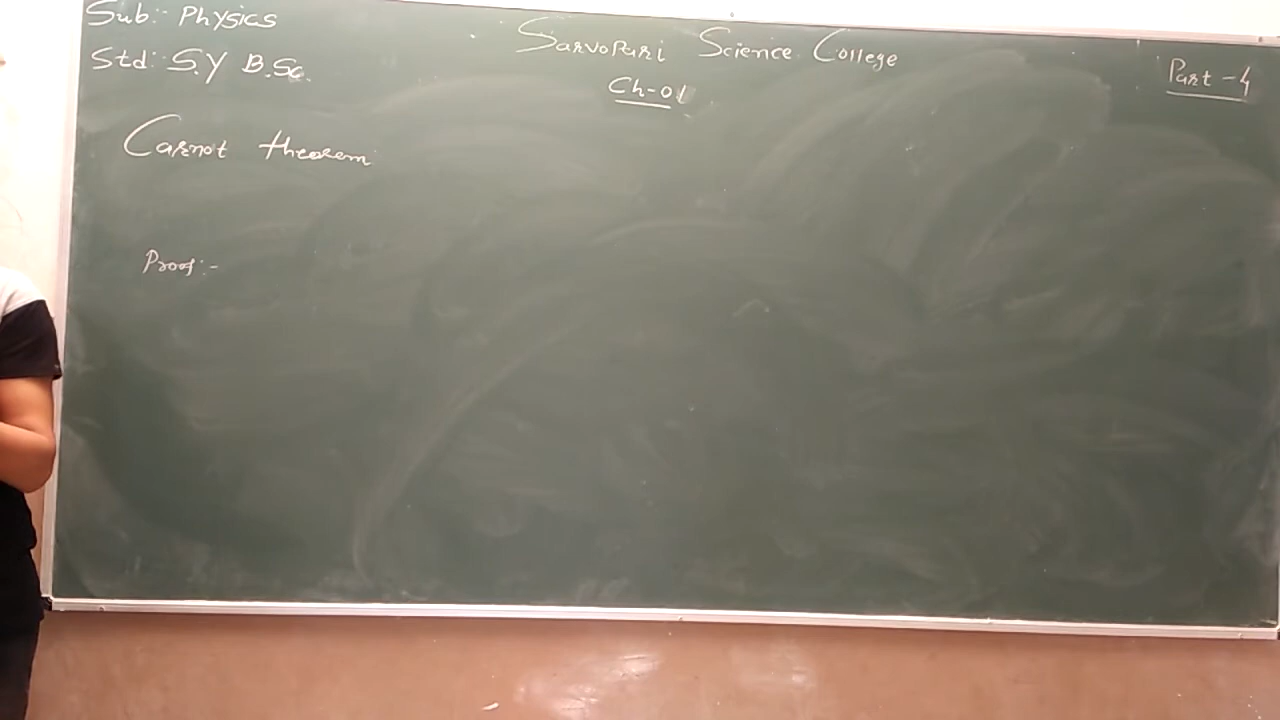 Sub:- Physics
Std:- S.Y B.Sc.
Sarvopari Science College
Ch-01
Part-4
Carnot theorem
Proof:-